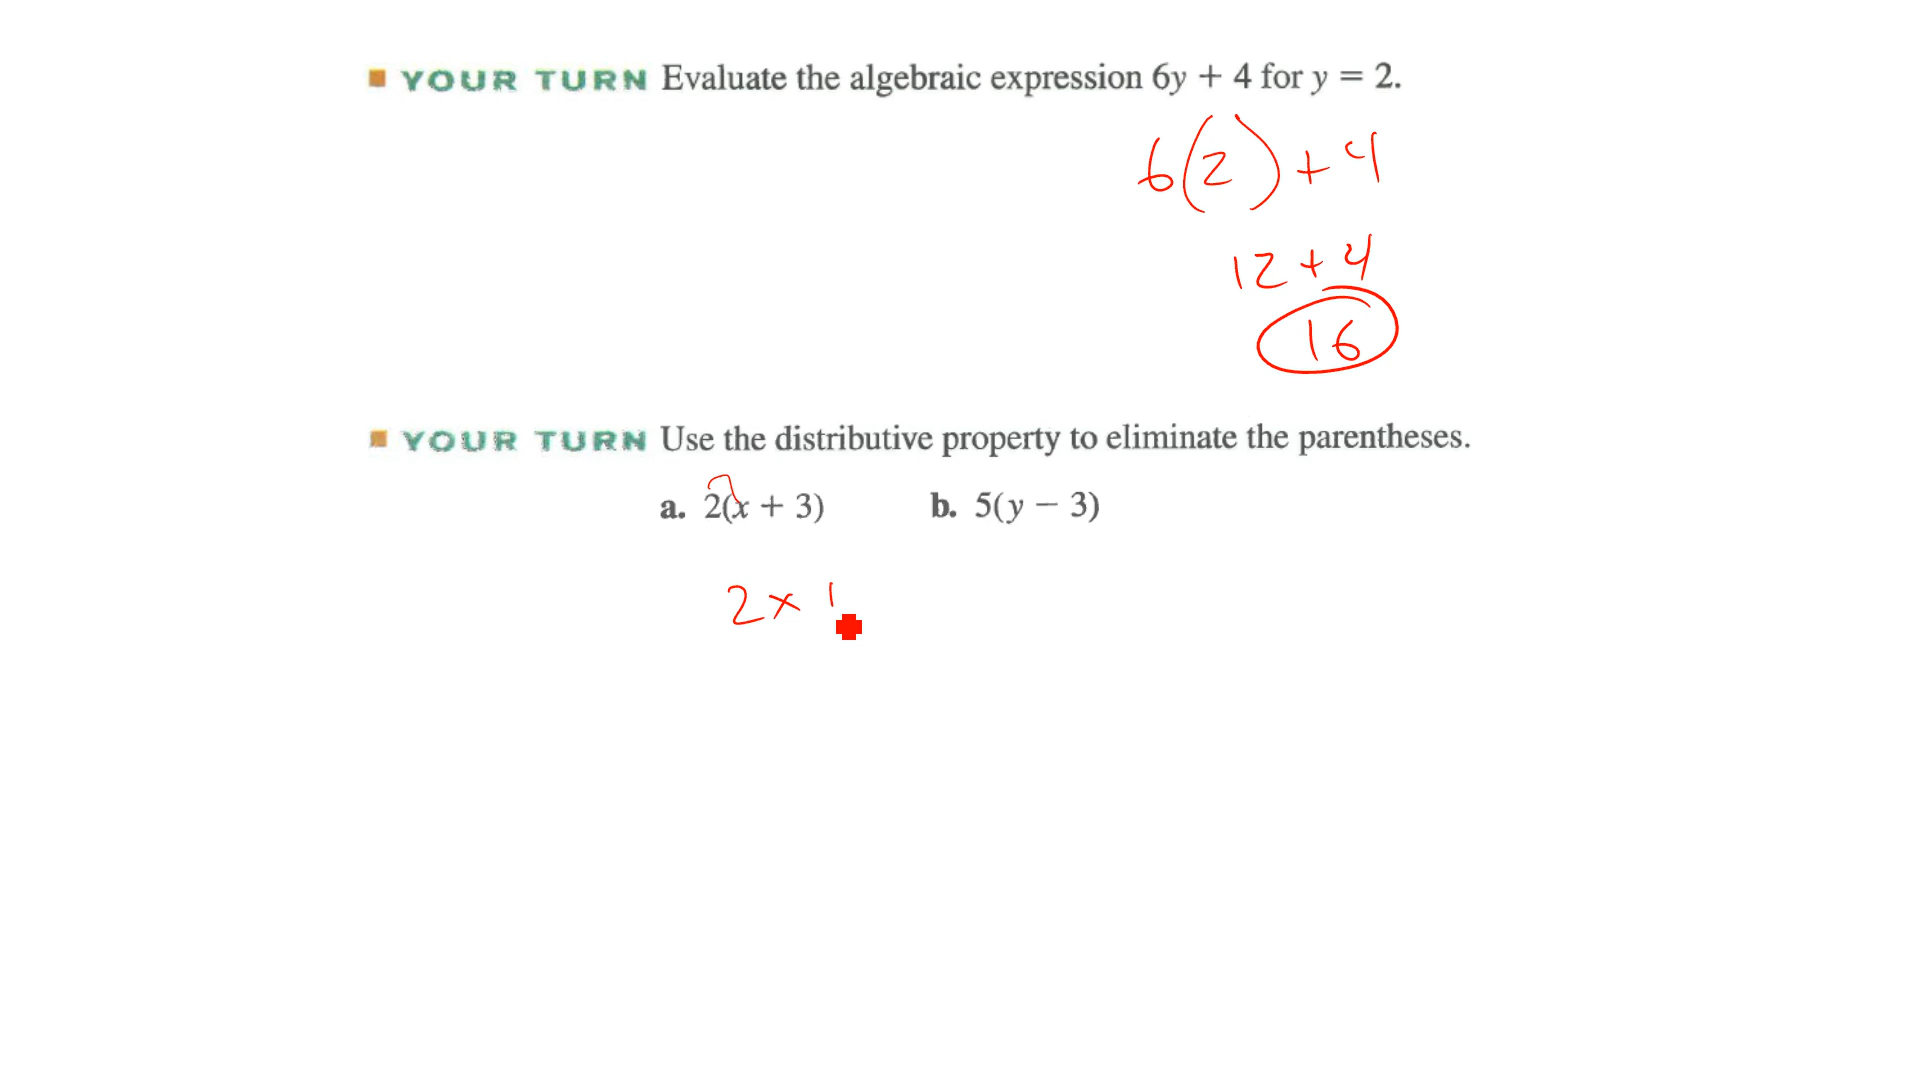 YOUR TURN Evaluate the algebraic expression 6y + 4 for y = 2.
6(2) + 4
12 + 4
16
YOUR TURN Use the distributive property to eliminate the parentheses.
a. 2(x + 3) b. 5(y − 3)
2x